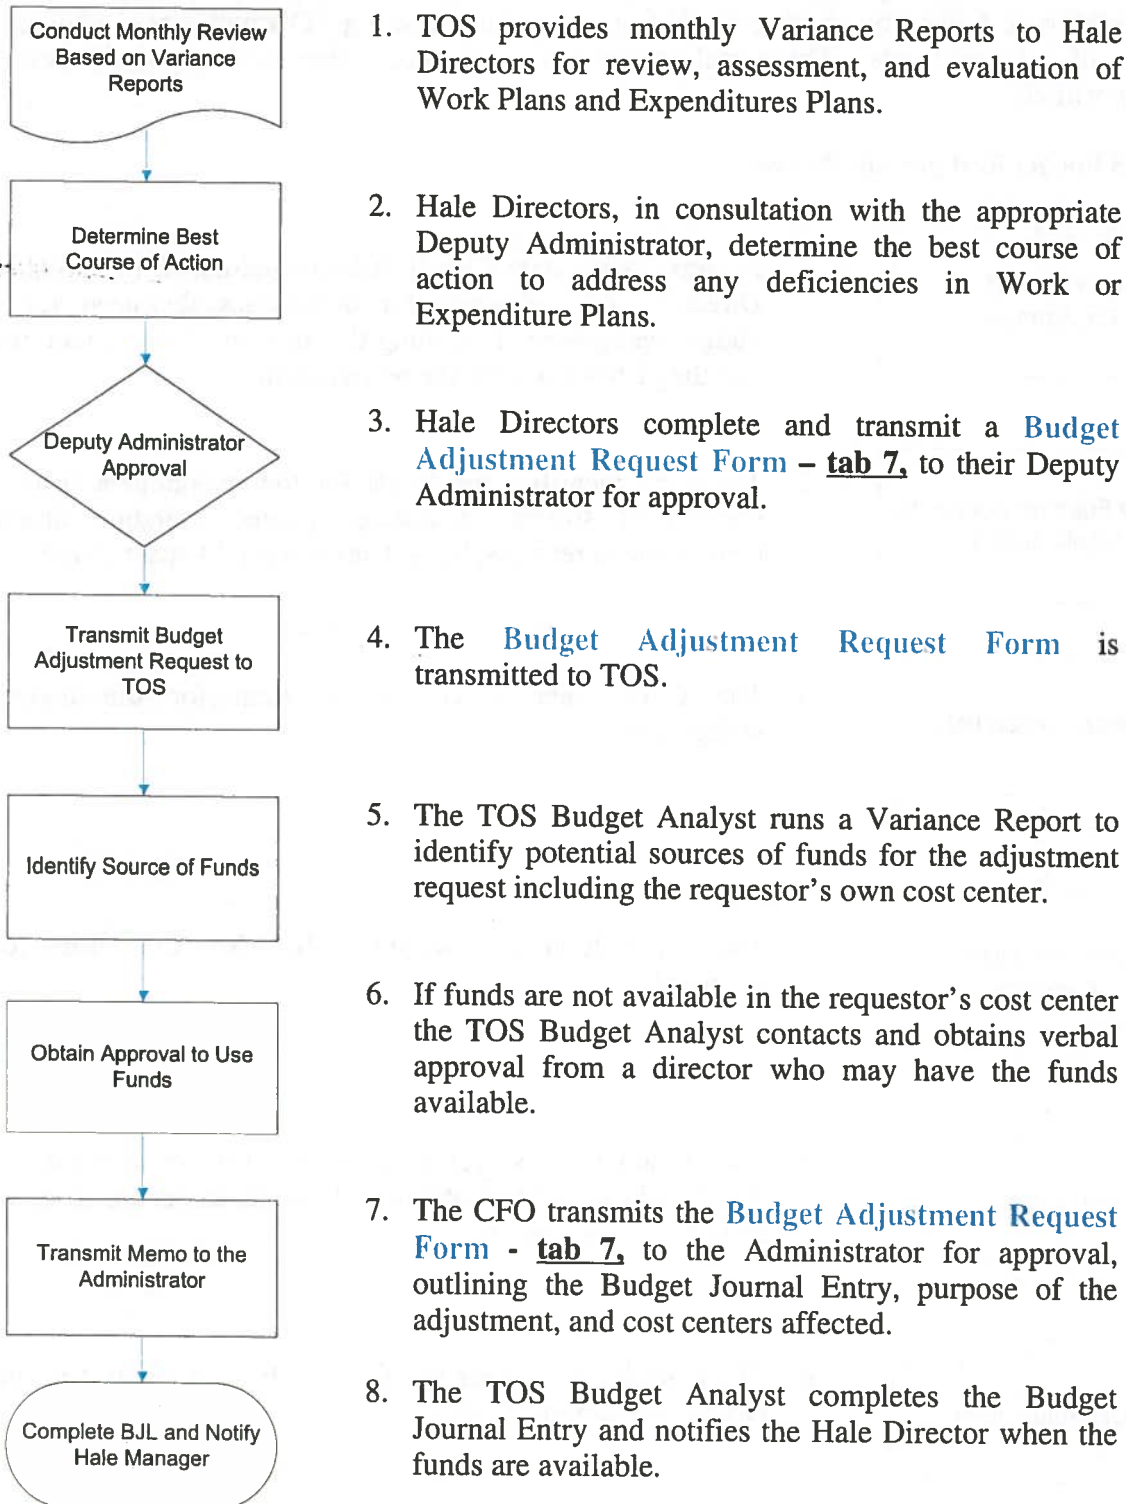 Conduct Monthly Review
Based on Variance
Reports
1. TOS provides monthly Variance Reports to Hale
Directors for review, assessment, and evaluation of
Work Plans and Expenditures Plans.
Determine Best
Course of Action
2. Hale Directors, in consultation with the appropriate
Deputy Administrator, determine the best course of
action to address any deficiencies in Work or
Expenditure Plans.
Deputy Administrator
Approval
3. Hale Directors complete and transmit a Budget
Adjustment Request Form – tab 7, to their Deputy
Administrator for approval.
Transmit Budget
Adjustment Request to
TOS
4. The Budget Adjustment Request Form is
transmitted to TOS.
Identify Source of Funds
5. The TOS Budget Analyst runs a Variance Report to
identify potential sources of funds for the adjustment
request including the requestor's own cost center.
Obtain Approval to Use
Funds
6. If funds are not available in the requestor's cost center
the TOS Budget Analyst contacts and obtains verbal
approval from a director who may have the funds
available.
Transmit Memo to the
Administrator
7. The CFO transmits the Budget Adjustment Request
Form - tab 7, to the Administrator for approval,
outlining the Budget Journal Entry, purpose of the
adjustment, and cost centers affected.
Complete BJL and Notify
Hale Manager
8. The TOS Budget Analyst completes the Budget
Journal Entry and notifies the Hale Director when the
funds are available.